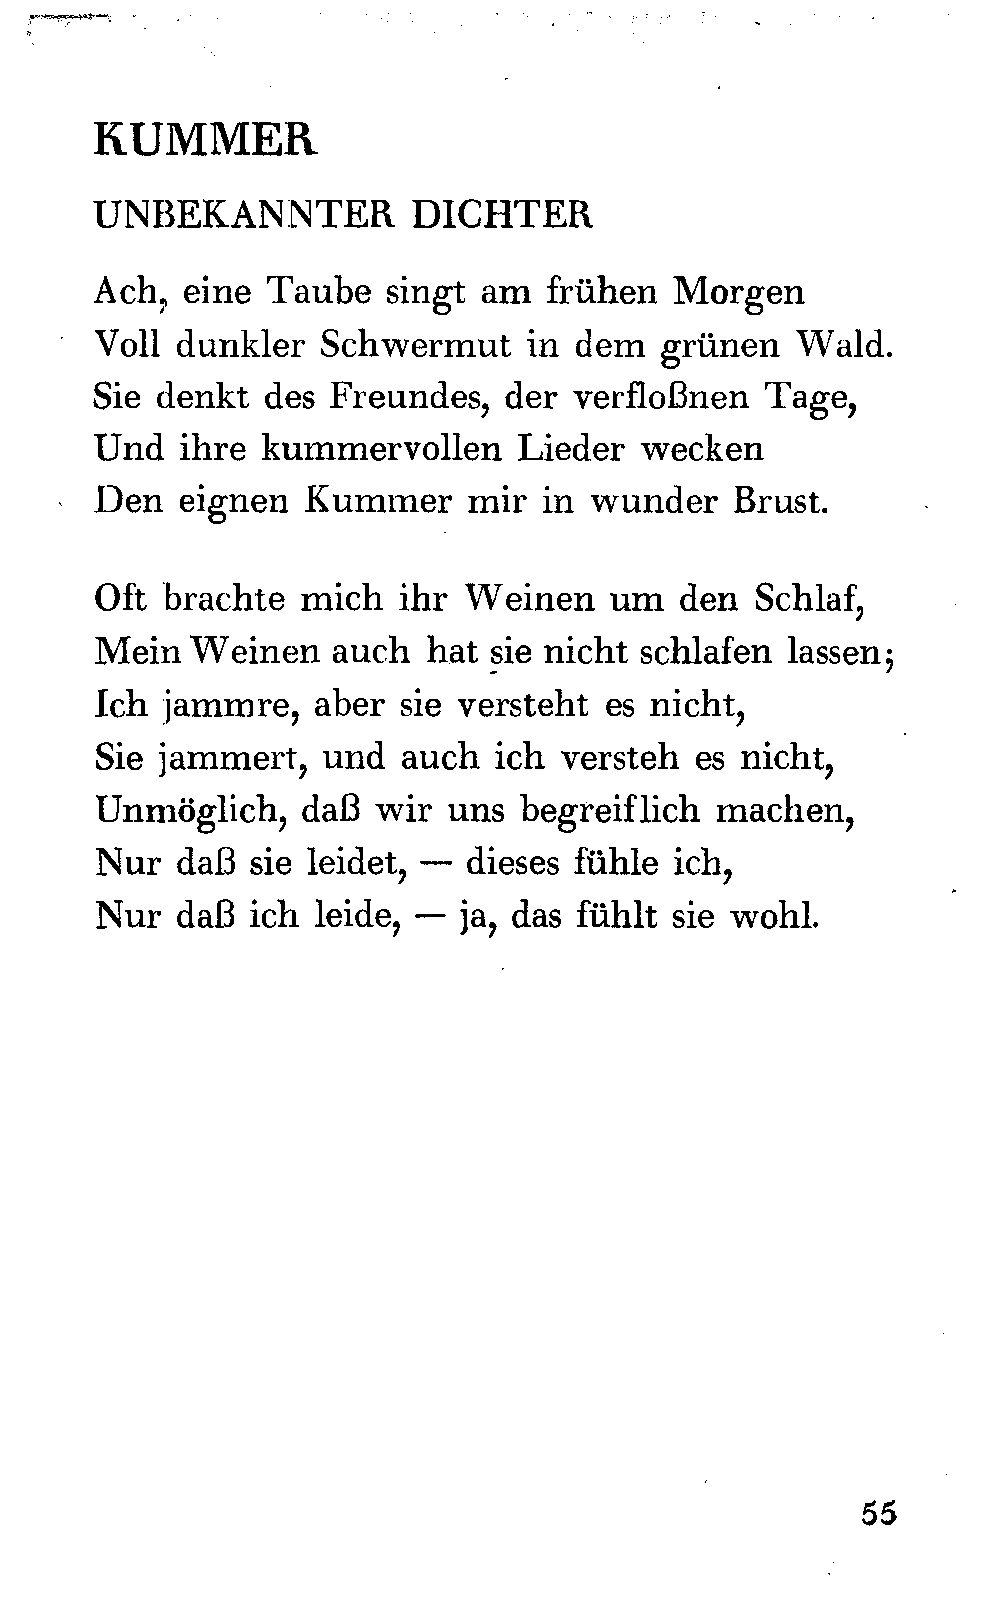 KUMMER
UNBEKANNTER DICHTER
Ach, eine Taube singt am frühen Morgen
Voll dunkler Schwermut in dem grünen Wald.
Sie denkt des Freundes, der verfloßnen Tage,
Und ihre kummervollen Lieder wecken
Den eignen Kummer mir in wunder Brust.
Oft brachte mich ihr Weinen um den Schlaf,
Mein Weinen auch hat sie nicht schlafen lassen;
Ich jammre, aber sie versteht es nicht,
Sie jammert, und auch ich versteh es nicht,
Unmöglich, daß wir uns begreiflich machen,
Nur daß sie leidet, — dieses fühle ich,
Nur daß ich leide, — ja, das fühlt sie wohl.
55